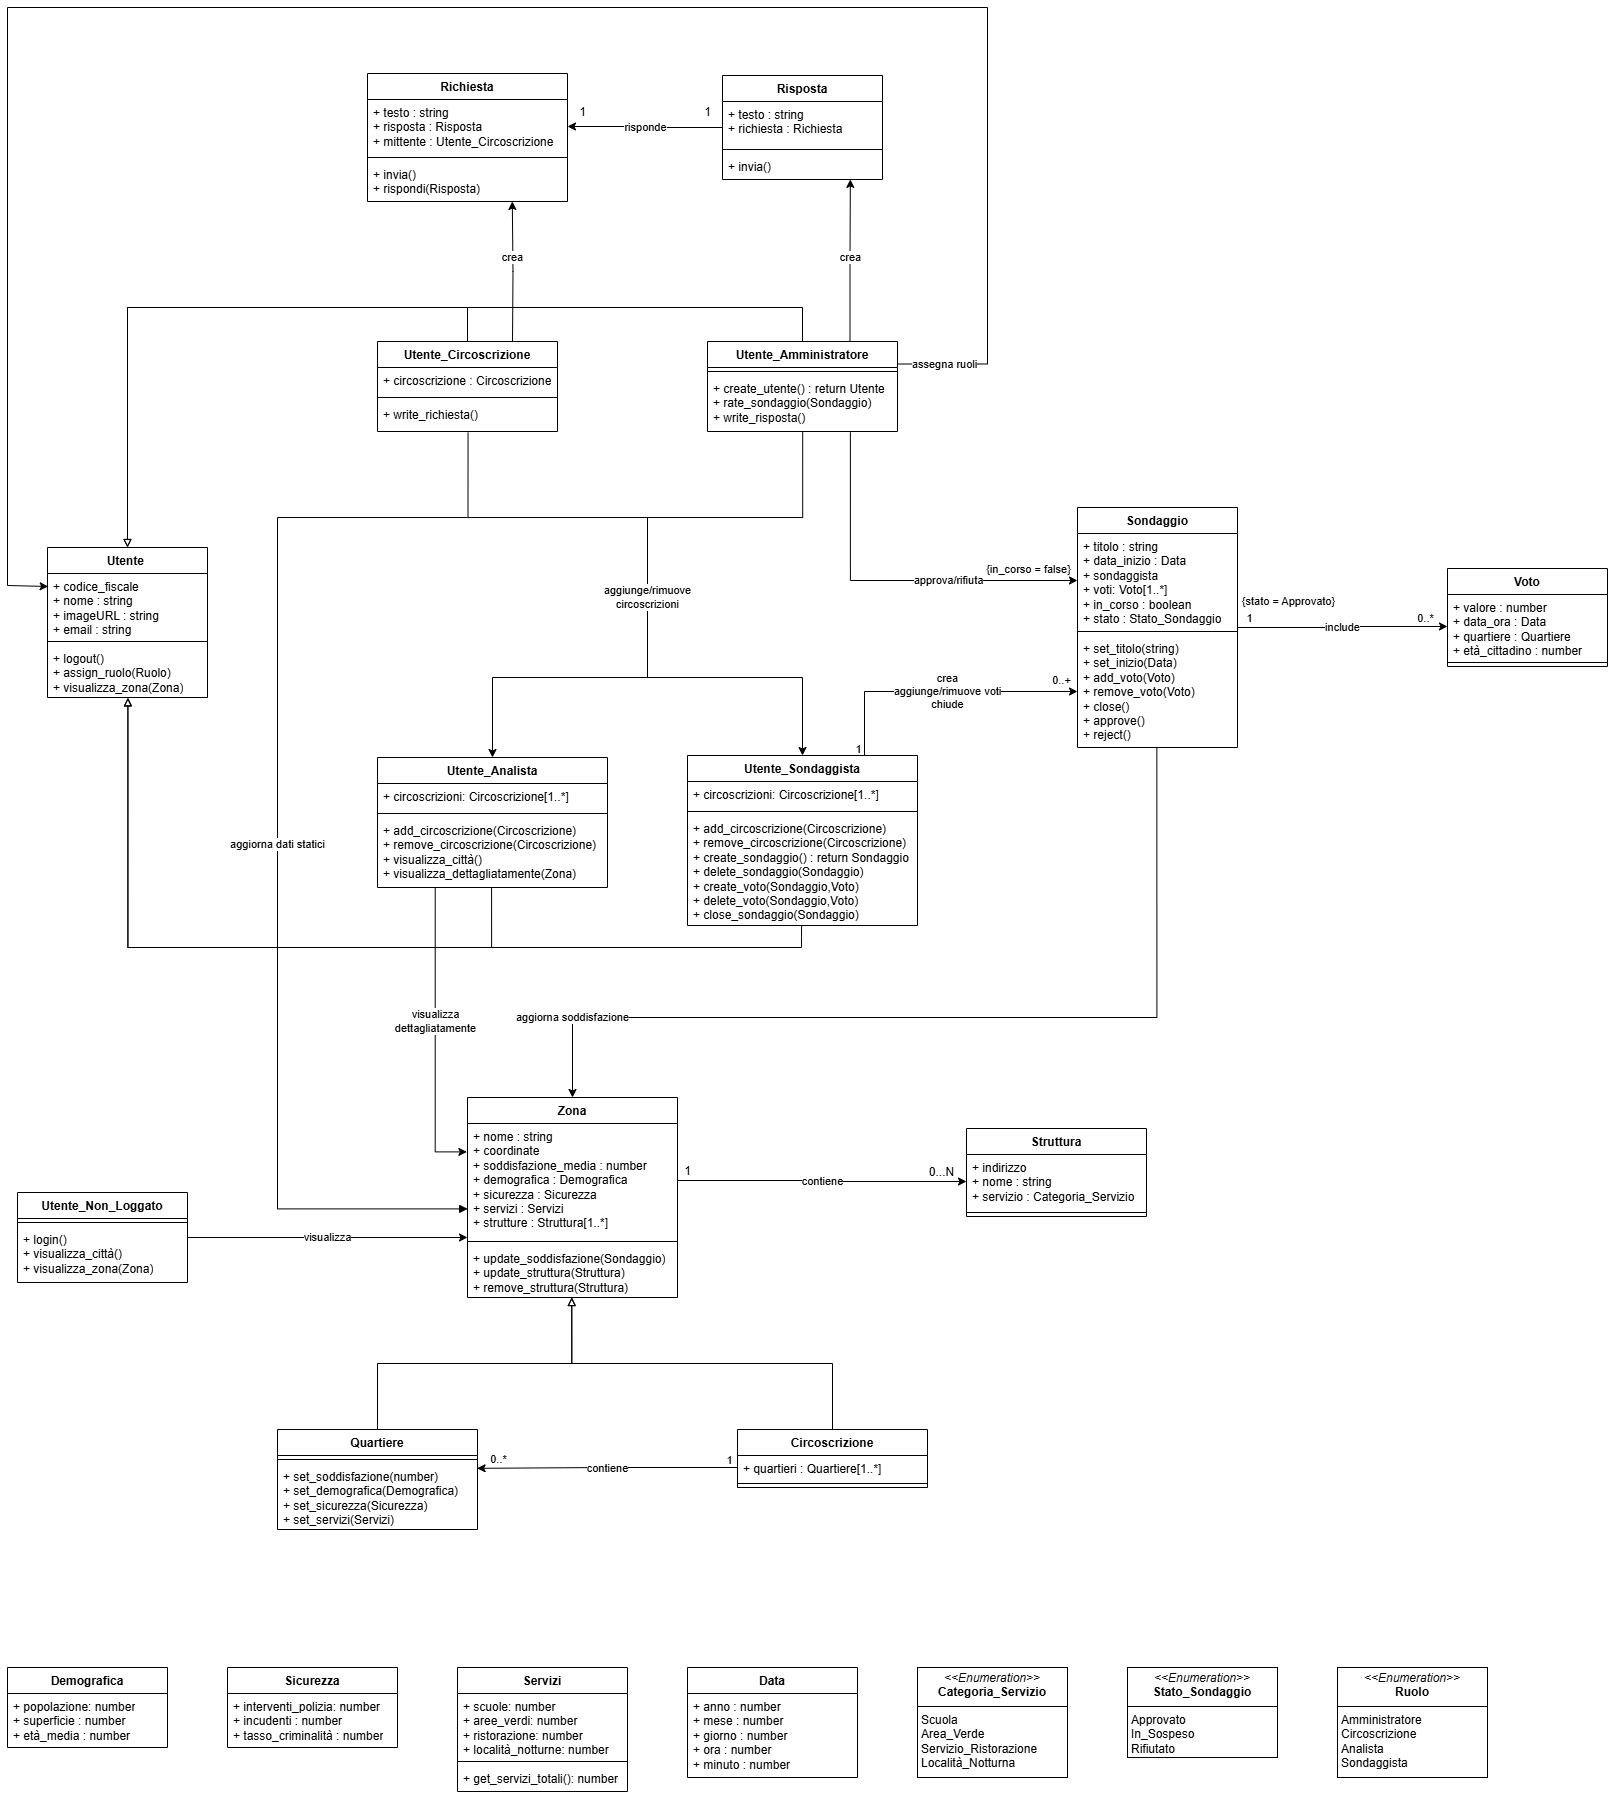 Richiesta
+ testo : string
+ risposta : Risposta
+ mittente : Utente_Circoscrizione
+ invia()
+ rispondi(Risposta)
1
risponde
1
Risposta
+ testo : string
+ richiesta : Richiesta
+ invia()
crea
crea
Utente_Circoscrizione
+ circoscrizione : Circoscrizione
+ write_richiesta()
Utente_Amministratore
+ create_utente() : return Utente
+ rate_sondaggio(Sondaggio)
+ write_risposta()
assegna ruoli
Utente
+ codice_fiscale
+ nome : string
+ imageURL : string
+ email : string
+ logout()
+ assign_ruolo(Ruolo)
+ visualizza_zona(Zona)
aggiunge/rimuove
circoscrizioni
approva/rifiuta
{in_corso = false}
Sondaggio
+ titolo : string
+ data_inizio : Data
+ sondaggista
+ voti: Voto[1..*]
+ in_corso : boolean
+ stato : Stato_Sondaggio
+ set_titolo(string)
+ set_inizio(Data)
+ add_voto(Voto)
+ remove_voto(Voto)
+ close()
+ approve()
+ reject()
{stato = Approvato}
1
include
0..*
Voto
+ valore : number
+ data_ora : Data
+ quartiere : Quartiere
+ età_cittadino : number
crea
aggiunge/rimuove voti
chiude
0..+
1
Utente_Analista
+ circoscrizioni: Circoscrizione[1..*]
+ add_circoscrizione(Circoscrizione)
+ remove_circoscrizione(Circoscrizione)
+ visualizza_città()
+ visualizza_dettagliatamente(Zona)
Utente_Sondaggista
+ circoscrizioni: Circoscrizione[1..*]
+ add_circoscrizione(Circoscrizione)
+ remove_circoscrizione(Circoscrizione)
+ create_sondaggio() : return Sondaggio
+ delete_sondaggio(Sondaggio)
+ create_voto(Sondaggio,Voto)
+ delete_voto(Sondaggio,Voto)
+ close_sondaggio(Sondaggio)
aggiorna dati statici
visualizza
dettagliatamente
aggiorna soddisfazione
Zona
+ nome : string
+ coordinate
+ soddisfazione_media : number
+ demografica : Demografica
+ sicurezza : Sicurezza
+ servizi : Servizi
+ strutture : Struttura[1..*]
+ update_soddisfazione(Sondaggio)
+ update_struttura(Struttura)
+ remove_struttura(Struttura)
1
contiene
0...N
Struttura
+ indirizzo
+ nome : string
+ servizio : Categoria_Servizio
Utente_Non_Loggato
+ login()
+ visualizza_città()
+ visualizza_zona(Zona)
visualizza
Quartiere
+ set_soddisfazione(number)
+ set_demografica(Demografica)
+ set_sicurezza(Sicurezza)
+ set_servizi(Servizi)
0..*
contiene
1
Circoscrizione
+ quartieri : Quartiere[1..*]
Demografica
+ popolazione: number
+ superficie : number
+ età_media : number
Sicurezza
+ interventi_polizia: number
+ incudenti : number
+ tasso_criminalità : number
Servizi
+ scuole: number
+ aree_verdi: number
+ ristorazione: number
+ località_notturne: number
+ get_servizi_totali(): number
Data
+ anno : number
+ mese : number
+ giorno : number
+ ora : number
+ minuto : number
<<Enumeration>>
Categoria_Servizio
Scuola
Area_Verde
Servizio_Ristorazione
Località_Notturna
<<Enumeration>>
Stato_Sondaggio
Approvato
In_Sospeso
Rifiutato
<<Enumeration>>
Ruolo
Amministratore
Circoscrizione
Analista
Sondaggista